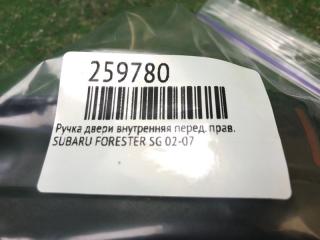 259780
Ручка двери внутренняя перед. прав.
SUBARU FORESTER SG 02-07